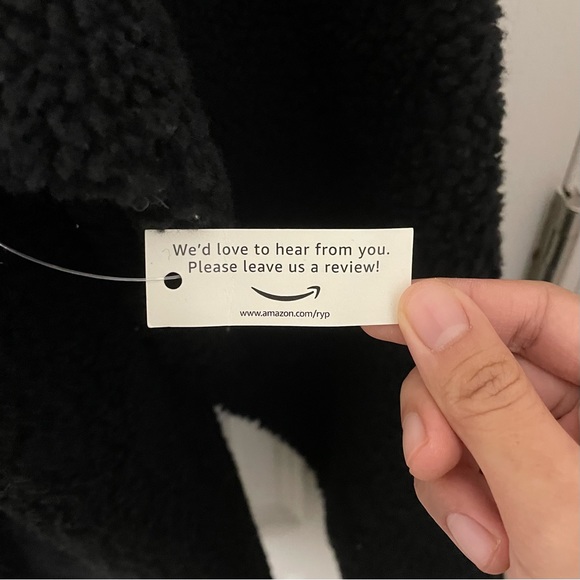 We'd love to hear from you.
Please leave us a review!
www.amazon.com/ryp